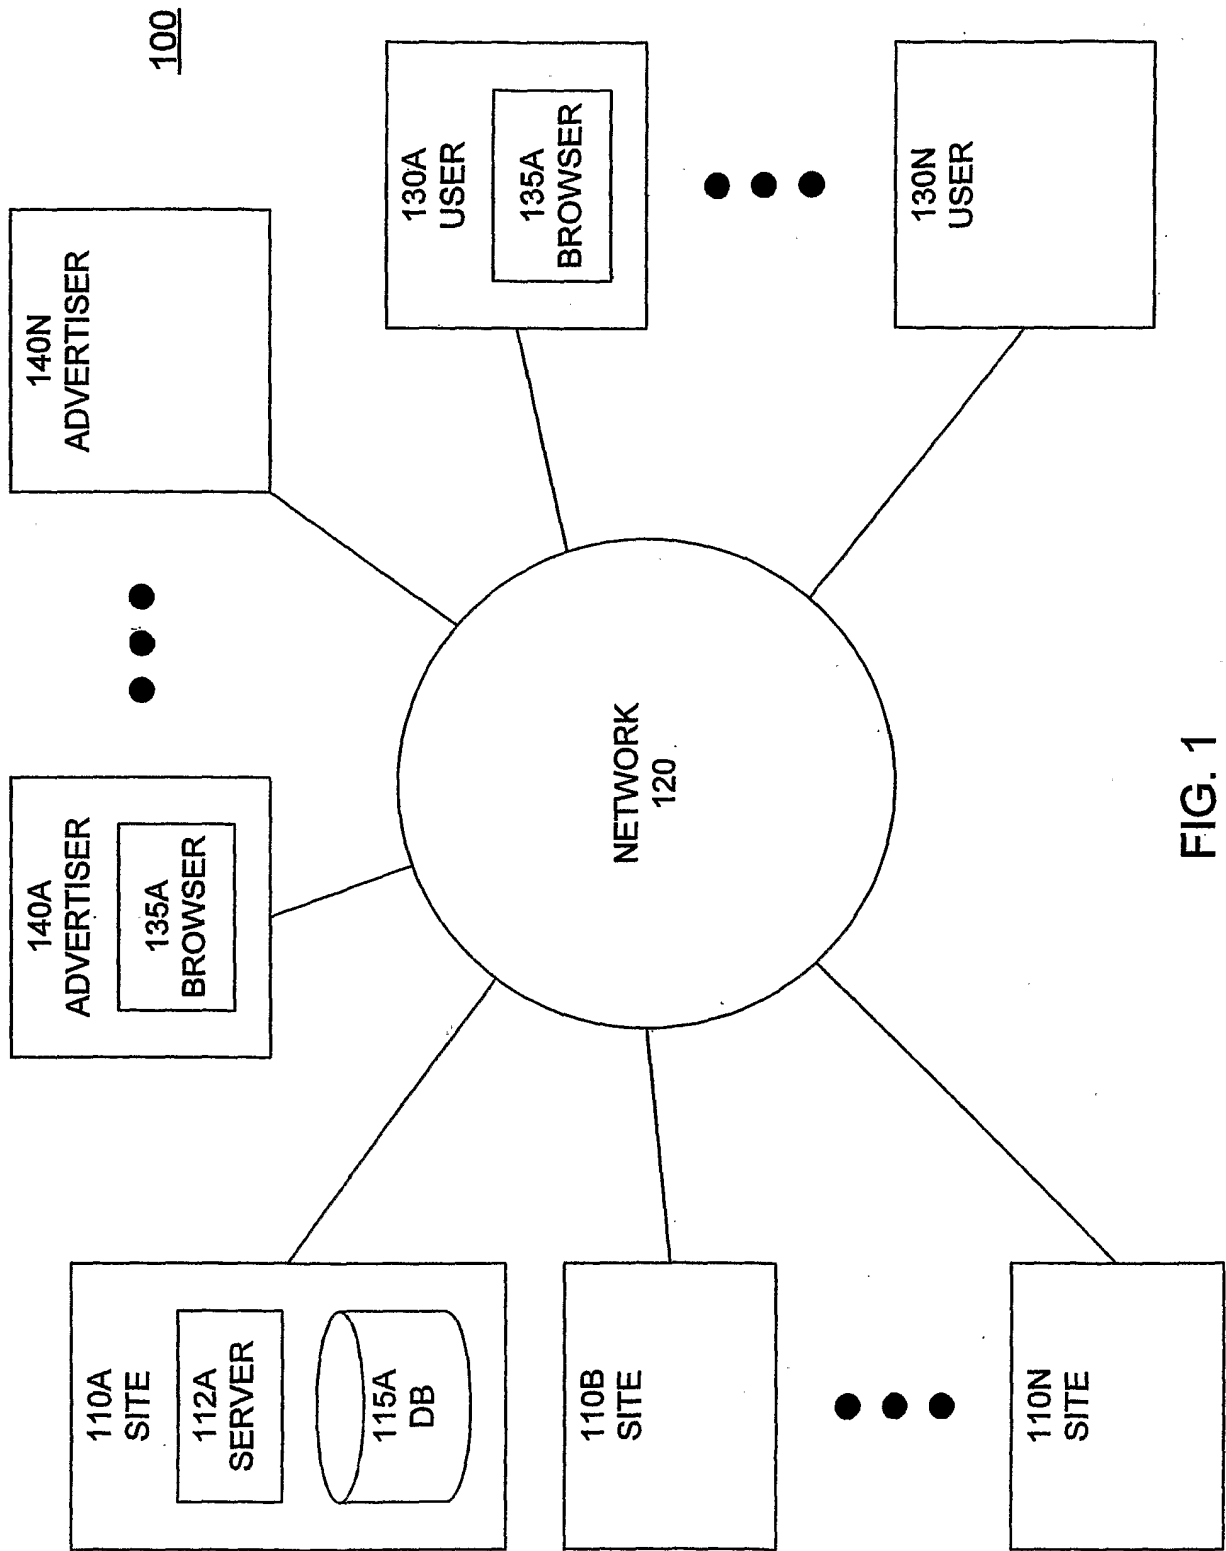 100
140A
ADVERTISER
135A
BROWSER
140N
ADVERTISER
110A
SITE
112A
SERVER
115A
DB
130A
USER
135A
BROWSER
NETWORK
120
110B
SITE
110N
SITE
130N
USER
FIG. 1